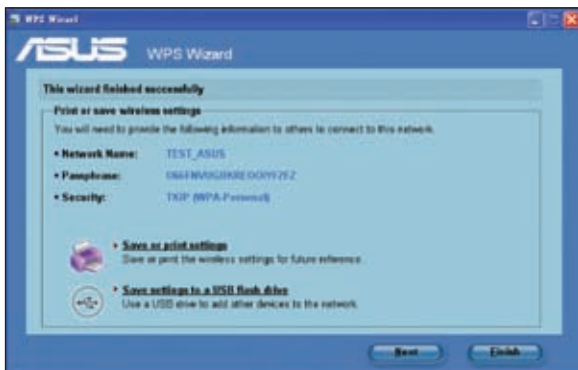 WPS Wizard
ASUS WPS Wizard
This wizard finished successfully
Print or save wireless settings
You will need to provide the following information to others to connect to this network.
• Network Name: TEST_ASUS
• Passphrase:
• Security: TKIP (WPA-Personal)
Save or print settings
Save or print the wireless settings for future reference.
Save settings to a USB flash drive
Use a USB drive to add other devices to the network.
Next Finish